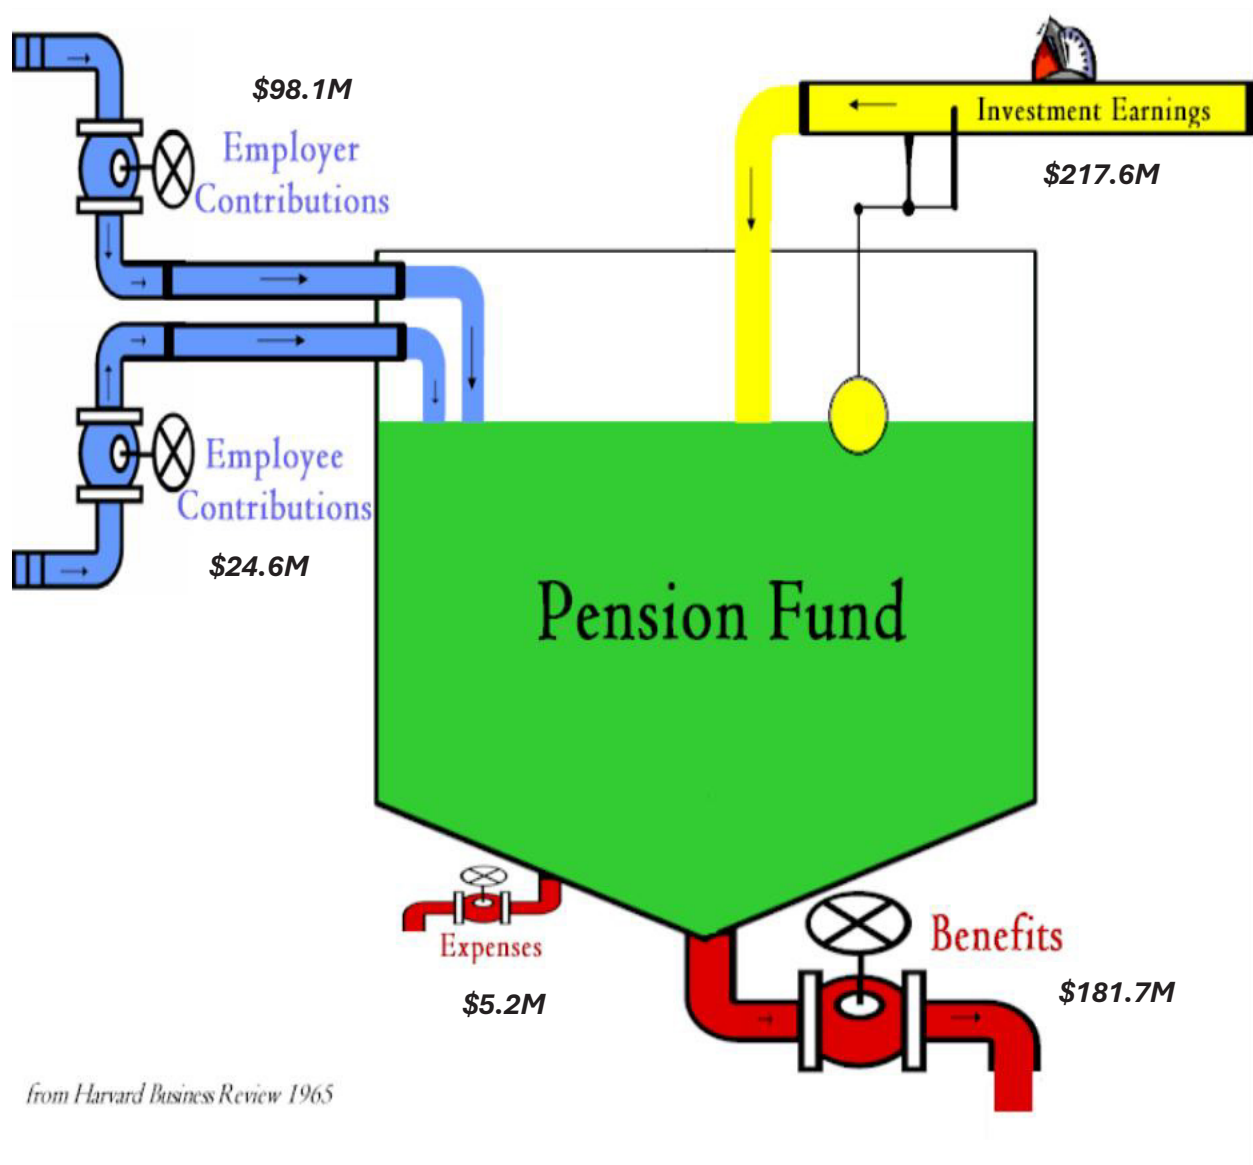 $98.1M
Employer
Contributions
Investment Earnings
$217.6M
Employee
Contributions
$24.6M
Pension Fund
Expenses
$5.2M
Benefits
$181.7M
from Harvard Business Review 1965